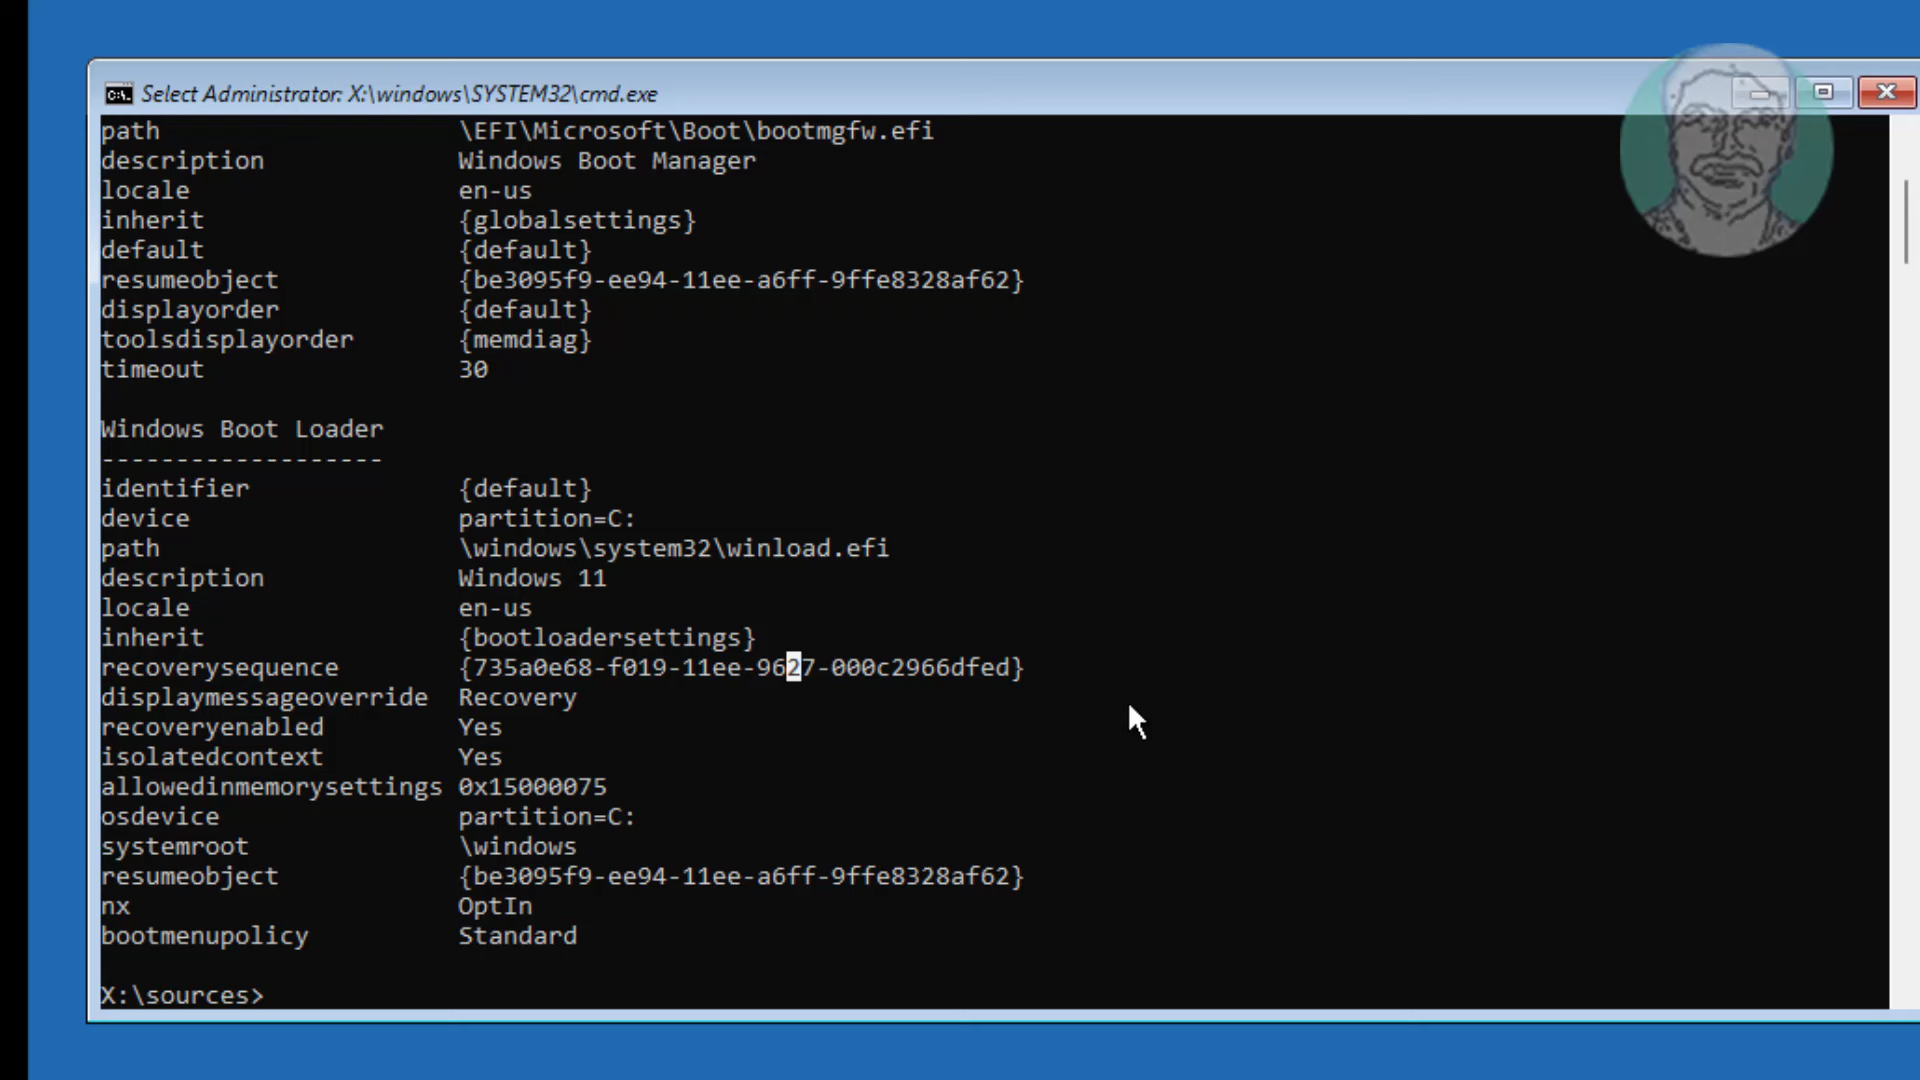 Select Administrator: X:\windows\SYSTEM32\cmd.exe
path \EFI\Microsoft\Boot\bootmgfw.efi
description Windows Boot Manager
locale en-us
inherit {globalsettings}
default {default}
resumeobject {be3095f9-ee94-11ee-a6ff-9ffe8328af62}
displayorder {default}
toolsdisplayorder {memdiag}
timeout 30
Windows Boot Loader
-------------------
identifier {default}
device partition=C:
path \windows\system32\winload.efi
description Windows 11
locale en-us
inherit {bootloadersettings}
recoverysequence {735a0e68-f019-11ee-9627-000c2966dfed}
displaymessageoverride Recovery
recoveryenabled Yes
isolatedcontext Yes
allowedinmemorysettings 0x15000075
osdevice partition=C:
systemroot \windows
resumeobject {be3095f9-ee94-11ee-a6ff-9ffe8328af62}
nx OptIn
bootmenupolicy Standard
X:\sources>